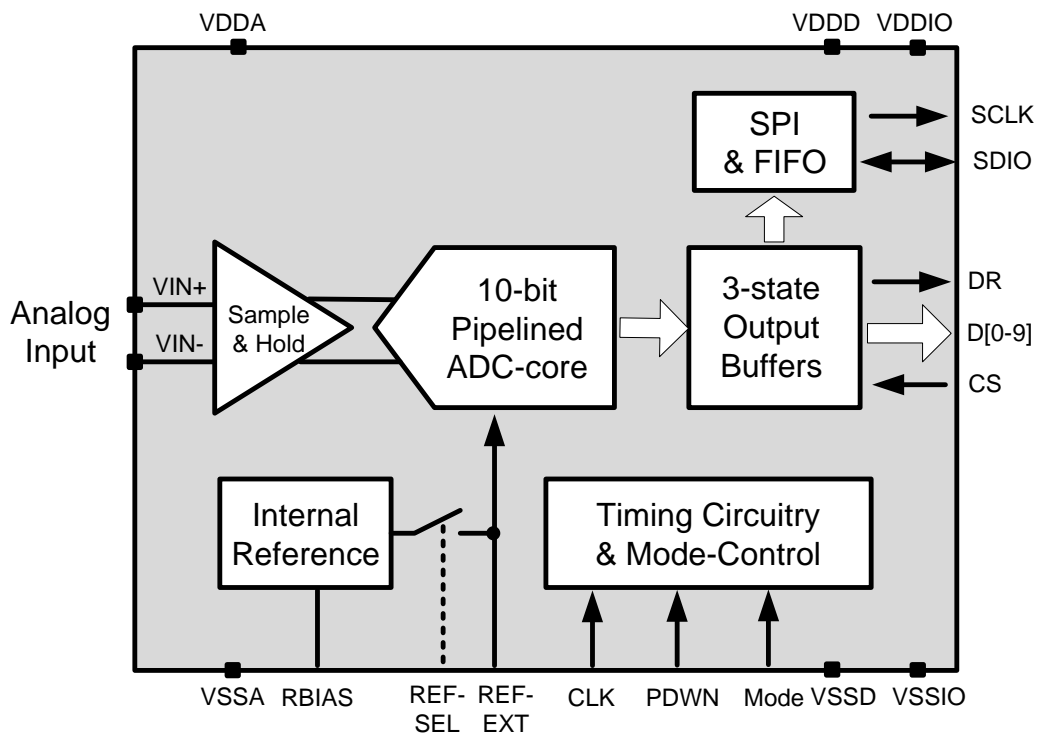 VDDA
VDDD
VDDIO
SPI
& FIFO
SCLK
SDIO
Analog
Input
VIN+
VIN-
Sample
& Hold
10-bit
Pipelined
ADC-core
3-state
Output
Buffers
DR
D[0-9]
CS
Internal
Reference
Timing Circuitry
& Mode-Control
VSSA
RBIAS
REF-
SEL
REF-
EXT
CLK
PDWN
Mode
VSSD
VSSIO